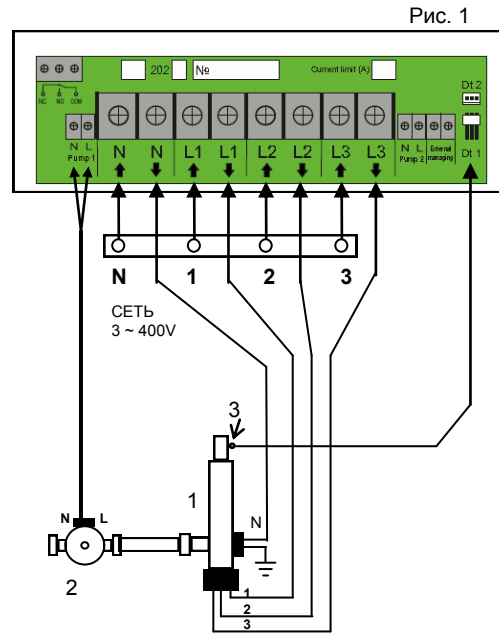 Рис. 1
202 № Current limit (A)
Dt 2
NC NO COM
N L
Pump 1
N N L1 L1 L2 L2 L3 L3
N L
Pump 2
External managing
Dt 1
N 1 2 3
СЕТЬ
3 ~ 400V
3
1
N
N L
2
1
2
3